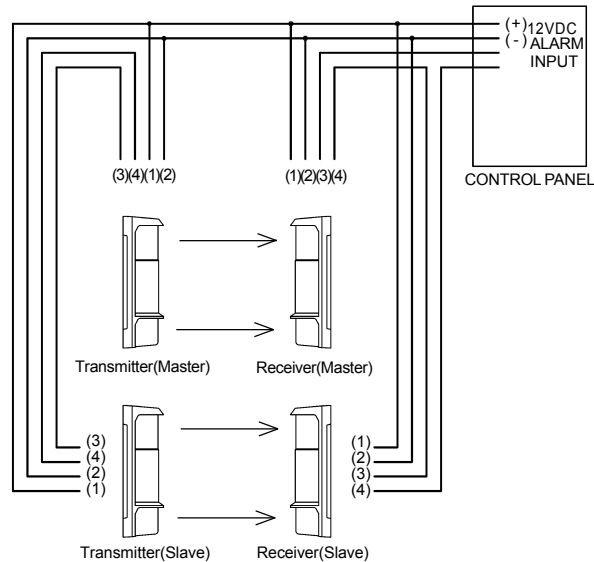 (+)12VDC
(-) ALARM
INPUT
CONTROL PANEL
(3)(4)(1)(2)
(1)(2)(3)(4)
Transmitter(Master)
Receiver(Master)
(3)
(4)
(2)
(1)
(1)
(2)
(3)
(4)
Transmitter(Slave)
Receiver(Slave)